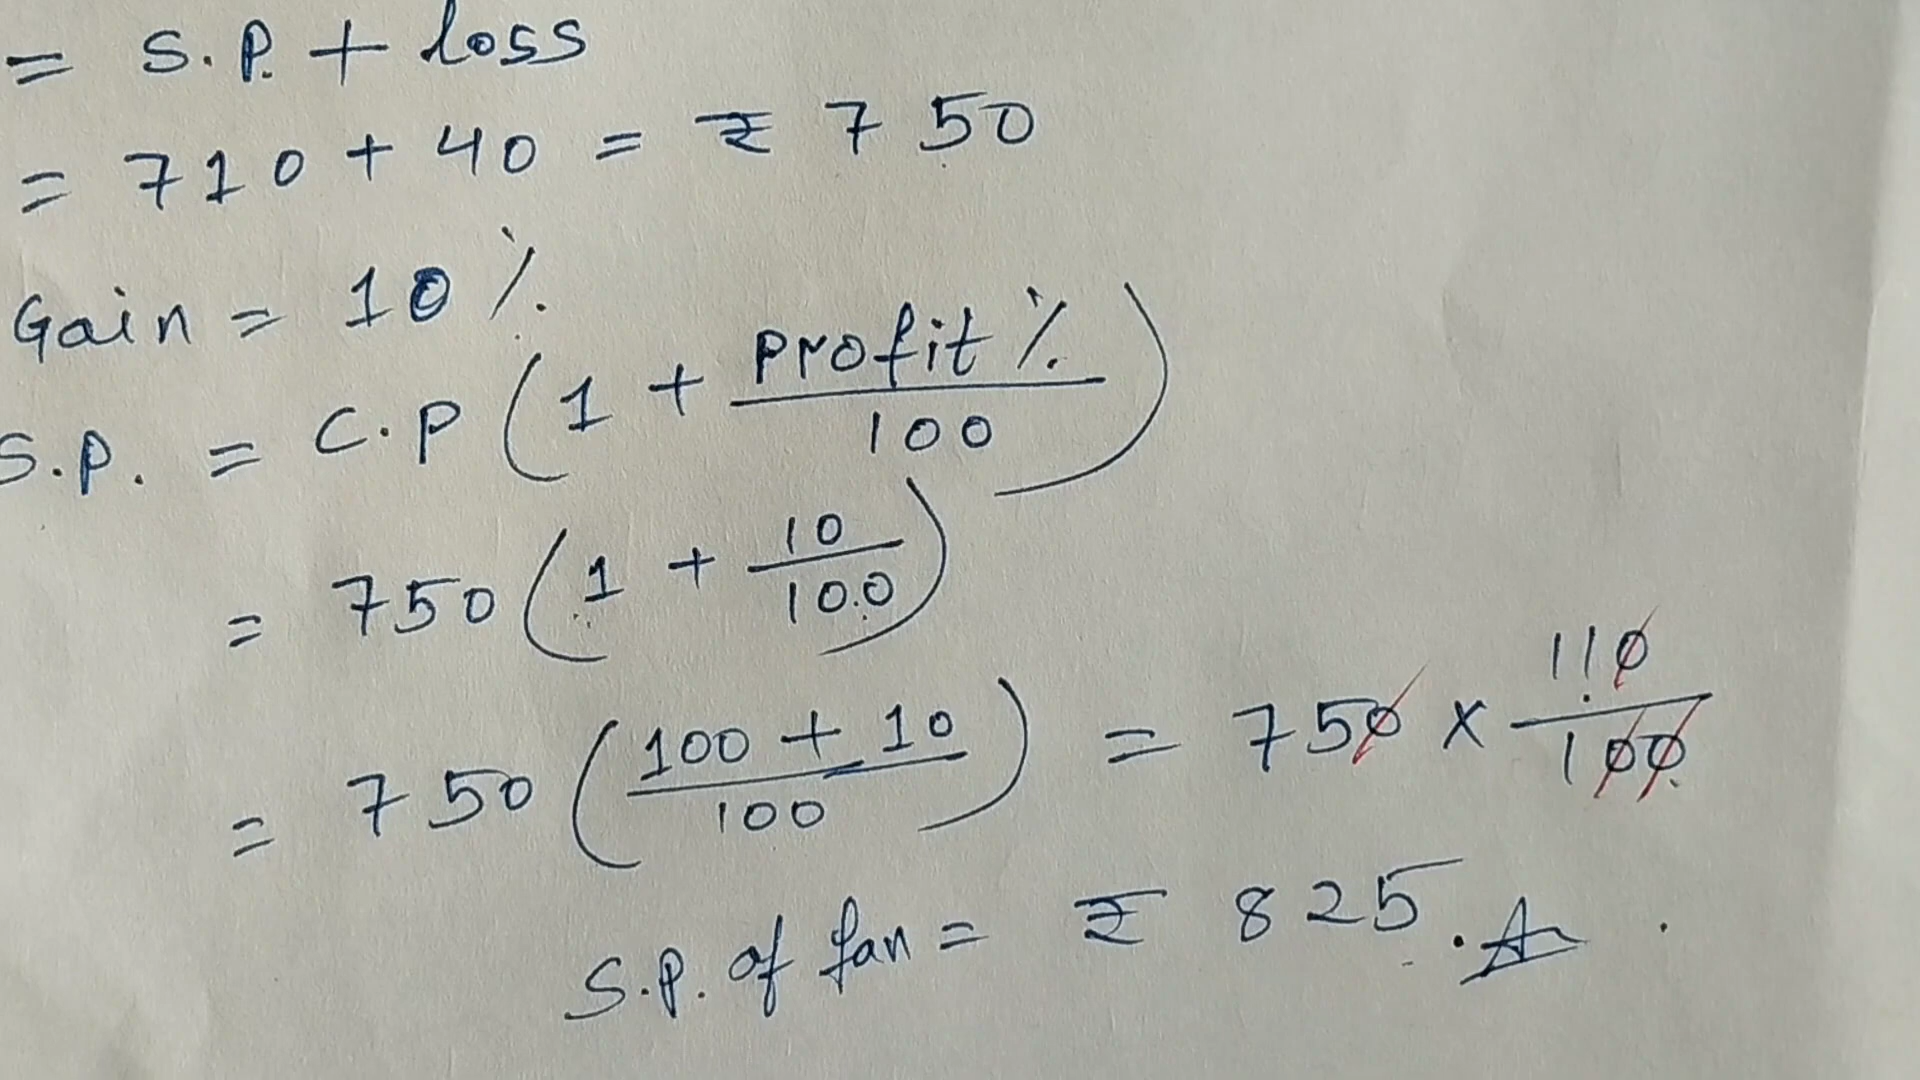 = S.P. + loss
= 710 + 40 = ₹ 750
Gain = 10%
S.P. = C.P (1 + Profit%/100)
= 750 (1 + 10/100)
= 750 (100 + 10/100) = 750 × 110/100
S.P. of fan = ₹ 825.